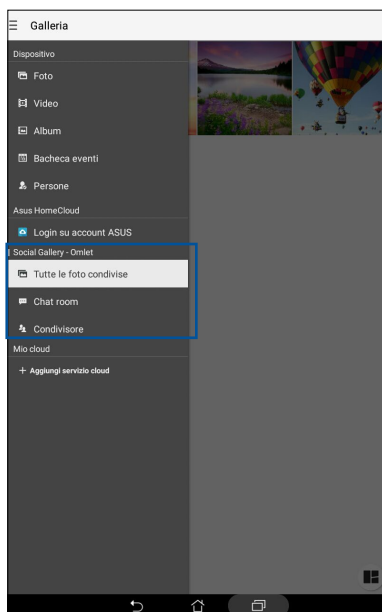 Galleria
Dispositivo
Foto
Video
Album
Bacheca eventi
Persone
Asus HomeCloud
Login su account ASUS
Social Gallery - Omlet
Tutte le foto condivise
Chat room
Condivisore
Mio cloud
+ Aggiungi servizio cloud